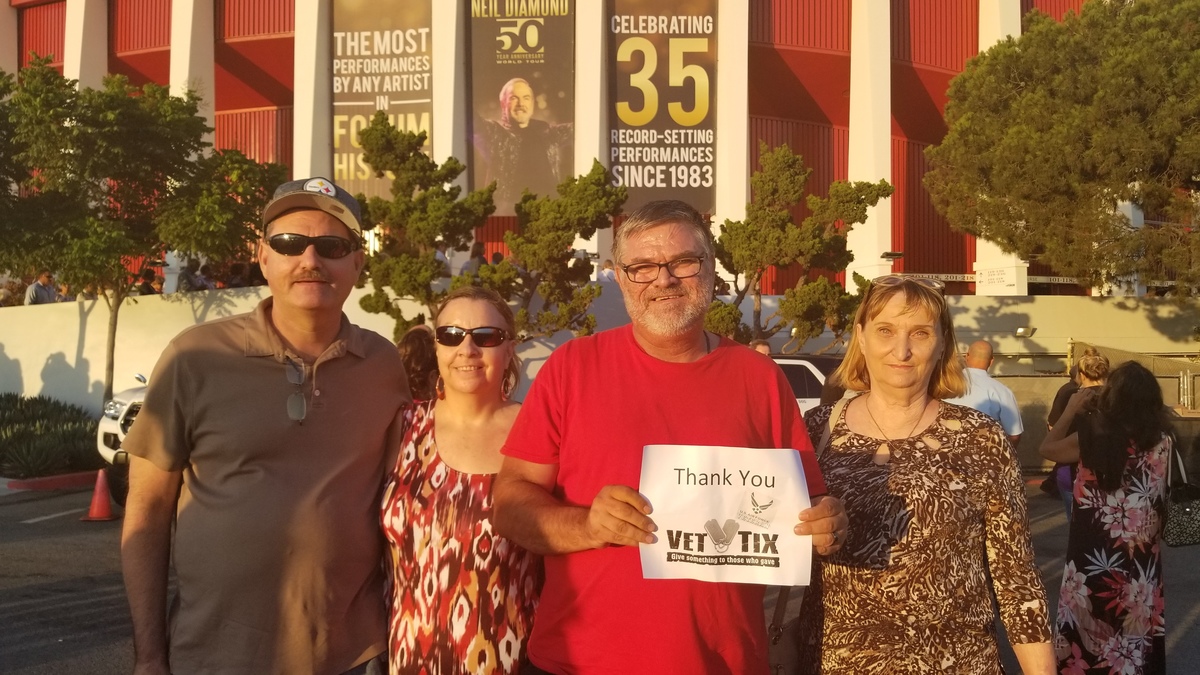 THE MOST
PERFORMANCES
BY ANY ARTIST
IN
FORUM
NEIL DIAMOND
50
YEAR ANNIVERSARY
WORLD TOUR
CELEBRATING
35
RECORD-SETTING
PERFORMANCES
SINCE 1983
Thank You
VET TIX
Give something to those who gave